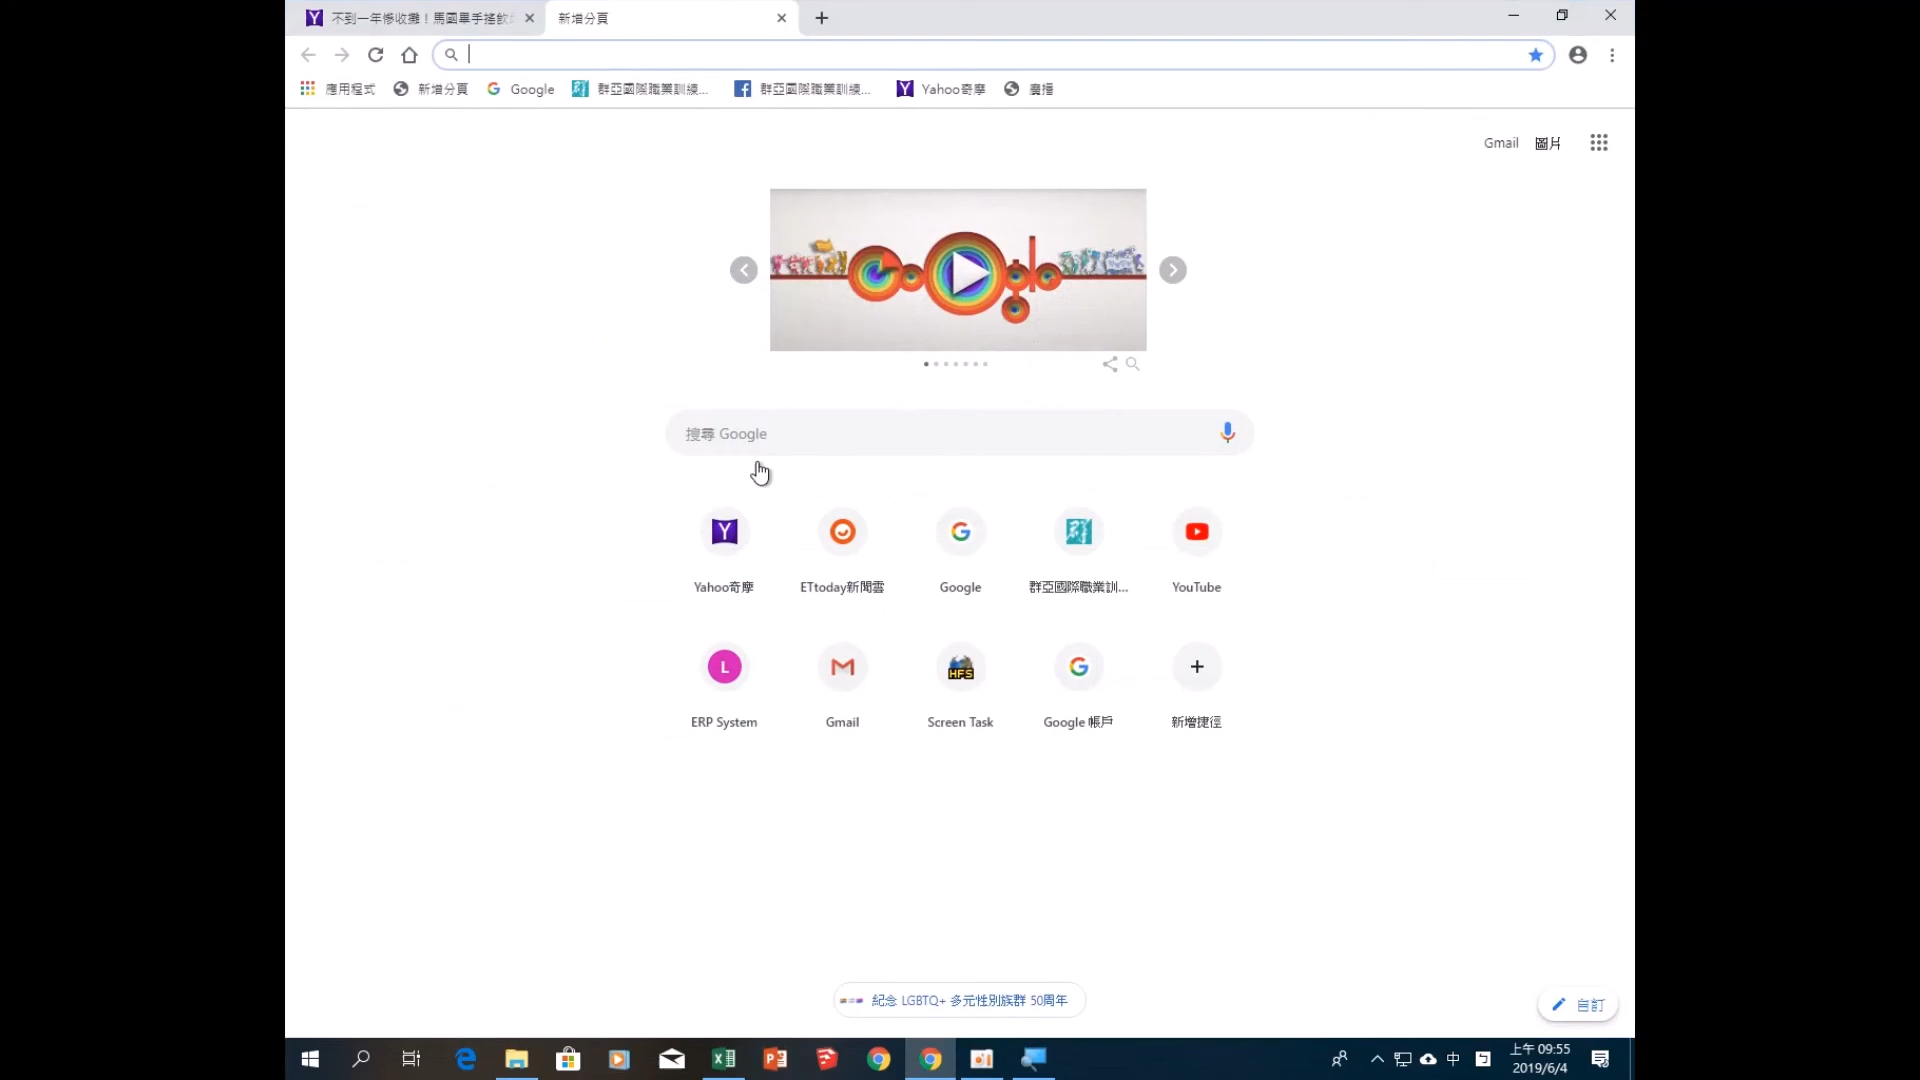 不到一年慘收攤！馬國華手搖飲
新增分頁
應用程式
新增分頁
Google
群亞國際職業訓練...
群亞國際職業訓練...
Yahoo奇摩
廣播
Gmail
圖片
搜尋 Google
Yahoo奇摩
ETtoday新聞雲
Google
群亞國際職業訓...
YouTube
L
HFS
ERP System
Gmail
Screen Task
Google 帳戶
新增捷徑
紀念 LGBTQ+ 多元性別族群 50周年
自訂
中
上午 09:55
2019/6/4